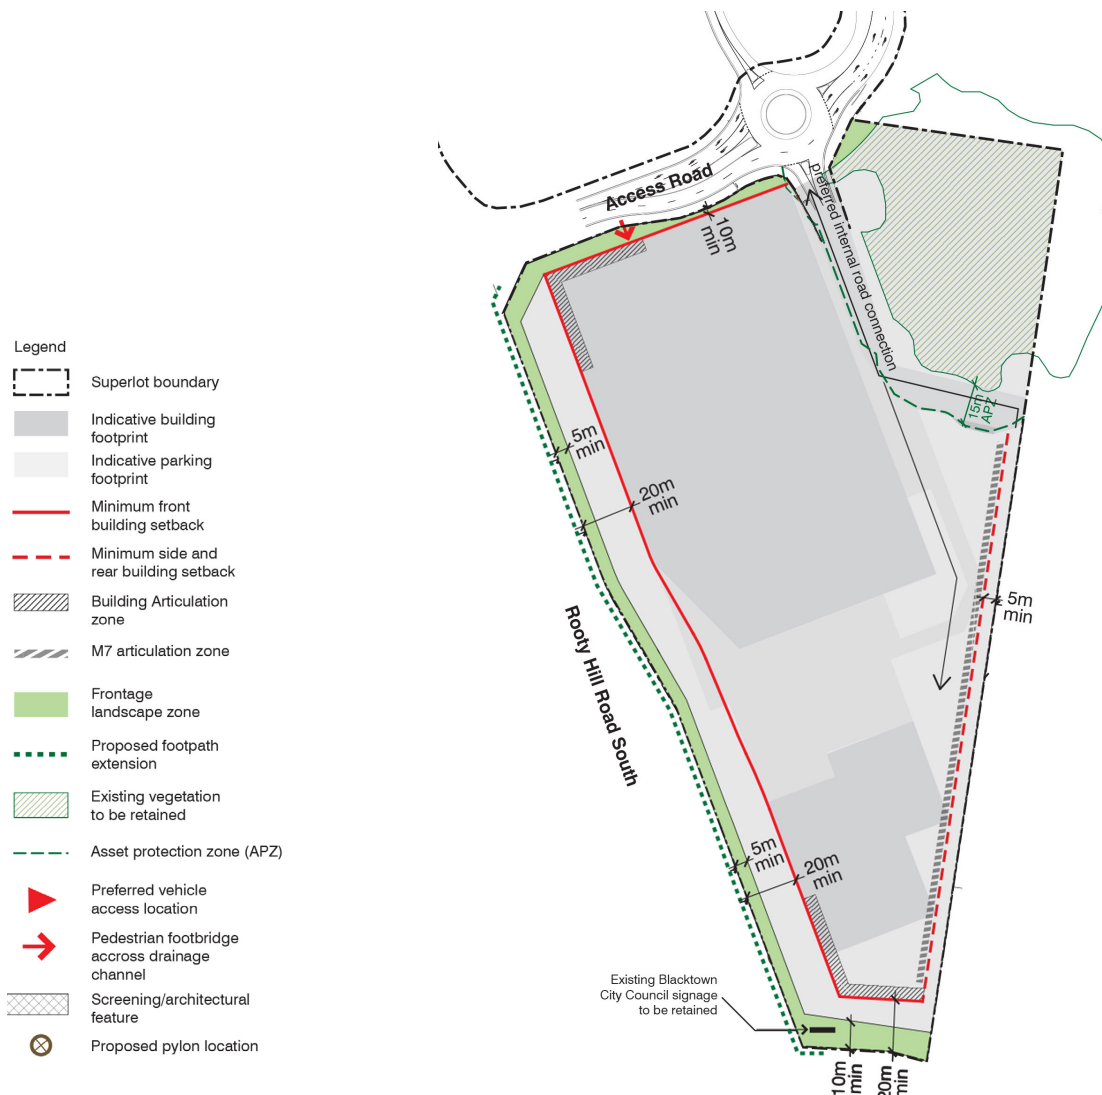 Legend
Superlot boundary
Indicative building
footprint
Indicative parking
footprint
Minimum front
building setback
Minimum side and
rear building setback
Building Articulation
zone
M7 articulation zone
Frontage
landscape zone
Proposed footpath
extension
Existing vegetation
to be retained
Asset protection zone (APZ)
Preferred vehicle
access location
Pedestrian footbridge
accross drainage
channel
Screening/architectural
feature
Proposed pylon location
Access Road
10m
min
preferred internal road connection
15m
APZ
5m
min
20m
min
5m
min
Rooty Hill Road South
5m
min
20m
min
Existing Blacktown
City Council signage
to be retained
10m
min
20m
min